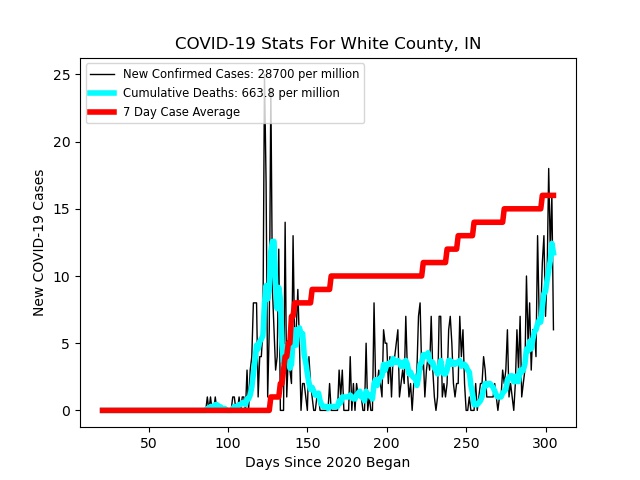 COVID-19 Stats For White County, IN
New Confirmed Cases: 28700 per million
Cumulative Deaths: 663.8 per million
7 Day Case Average
New COVID-19 Cases
25
20
15
10
5
0
50 100 150 200 250 300
Days Since 2020 Began